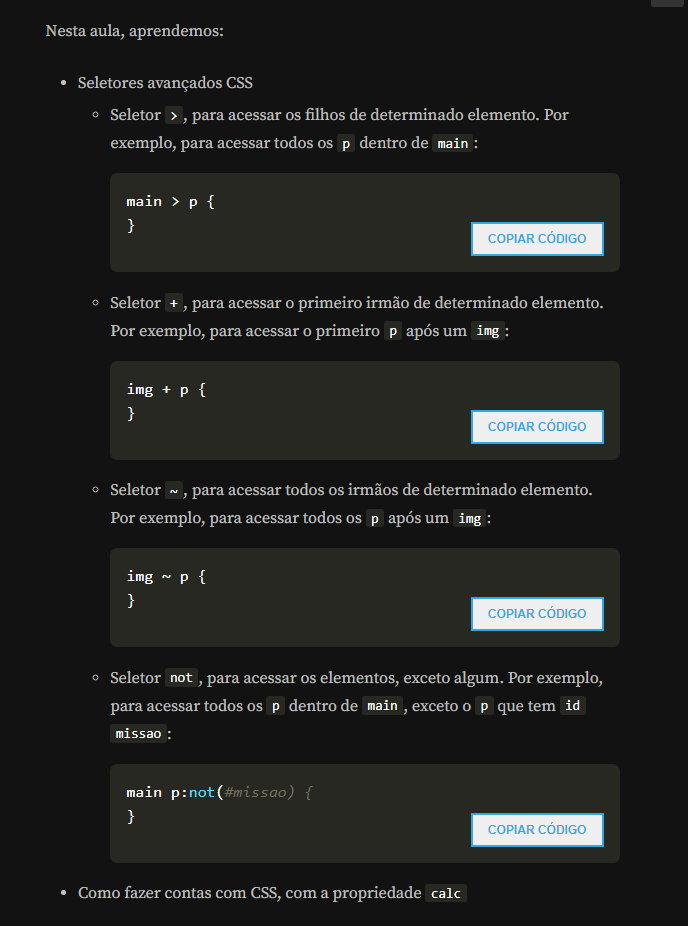 Nesta aula, aprendemos:
• Seletores avançados CSS
◦ Seletor >, para acessar os filhos de determinado elemento. Por
exemplo, para acessar todos os p dentro de main:
main > p {
}
COPIAR CÓDIGO
◦ Seletor +, para acessar o primeiro irmão de determinado elemento.
Por exemplo, para acessar o primeiro p após um img:
img + p {
}
COPIAR CÓDIGO
◦ Seletor ~, para acessar todos os irmãos de determinado elemento.
Por exemplo, para acessar todos os p após um img:
img ~ p {
}
COPIAR CÓDIGO
◦ Seletor not, para acessar os elementos, exceto algum. Por exemplo,
para acessar todos os p dentro de main, exceto o p que tem id
missao:
main p:not(#missao) {
}
COPIAR CÓDIGO
• Como fazer contas com CSS, com a propriedade calc